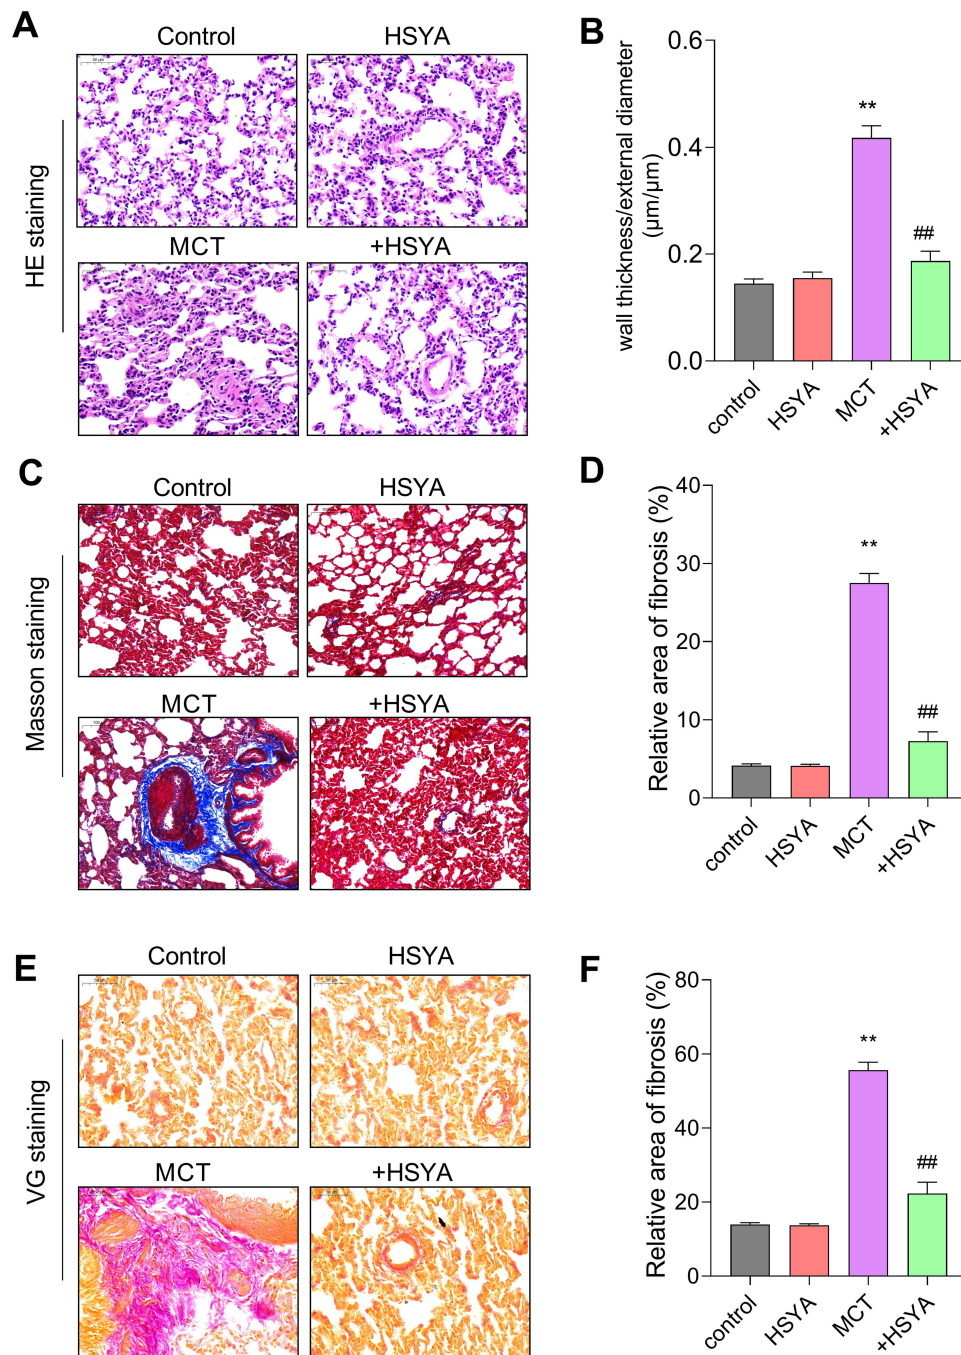 A
Control
HSYA
HE staining
MCT
+HSYA
B
wall thickness/external diameter
(μm/μm)
0.6
0.4
0.2
0.0
**
##
control
HSYA
MCT
+HSYA
C
Control
HSYA
Masson staining
MCT
+HSYA
D
Relative area of fibrosis (%)
40
30
20
10
0
**
##
control
HSYA
MCT
+HSYA
E
Control
HSYA
VG staining
MCT
+HSYA
F
Relative area of fibrosis (%)
80
60
40
20
0
**
##
control
HSYA
MCT
+HSYA